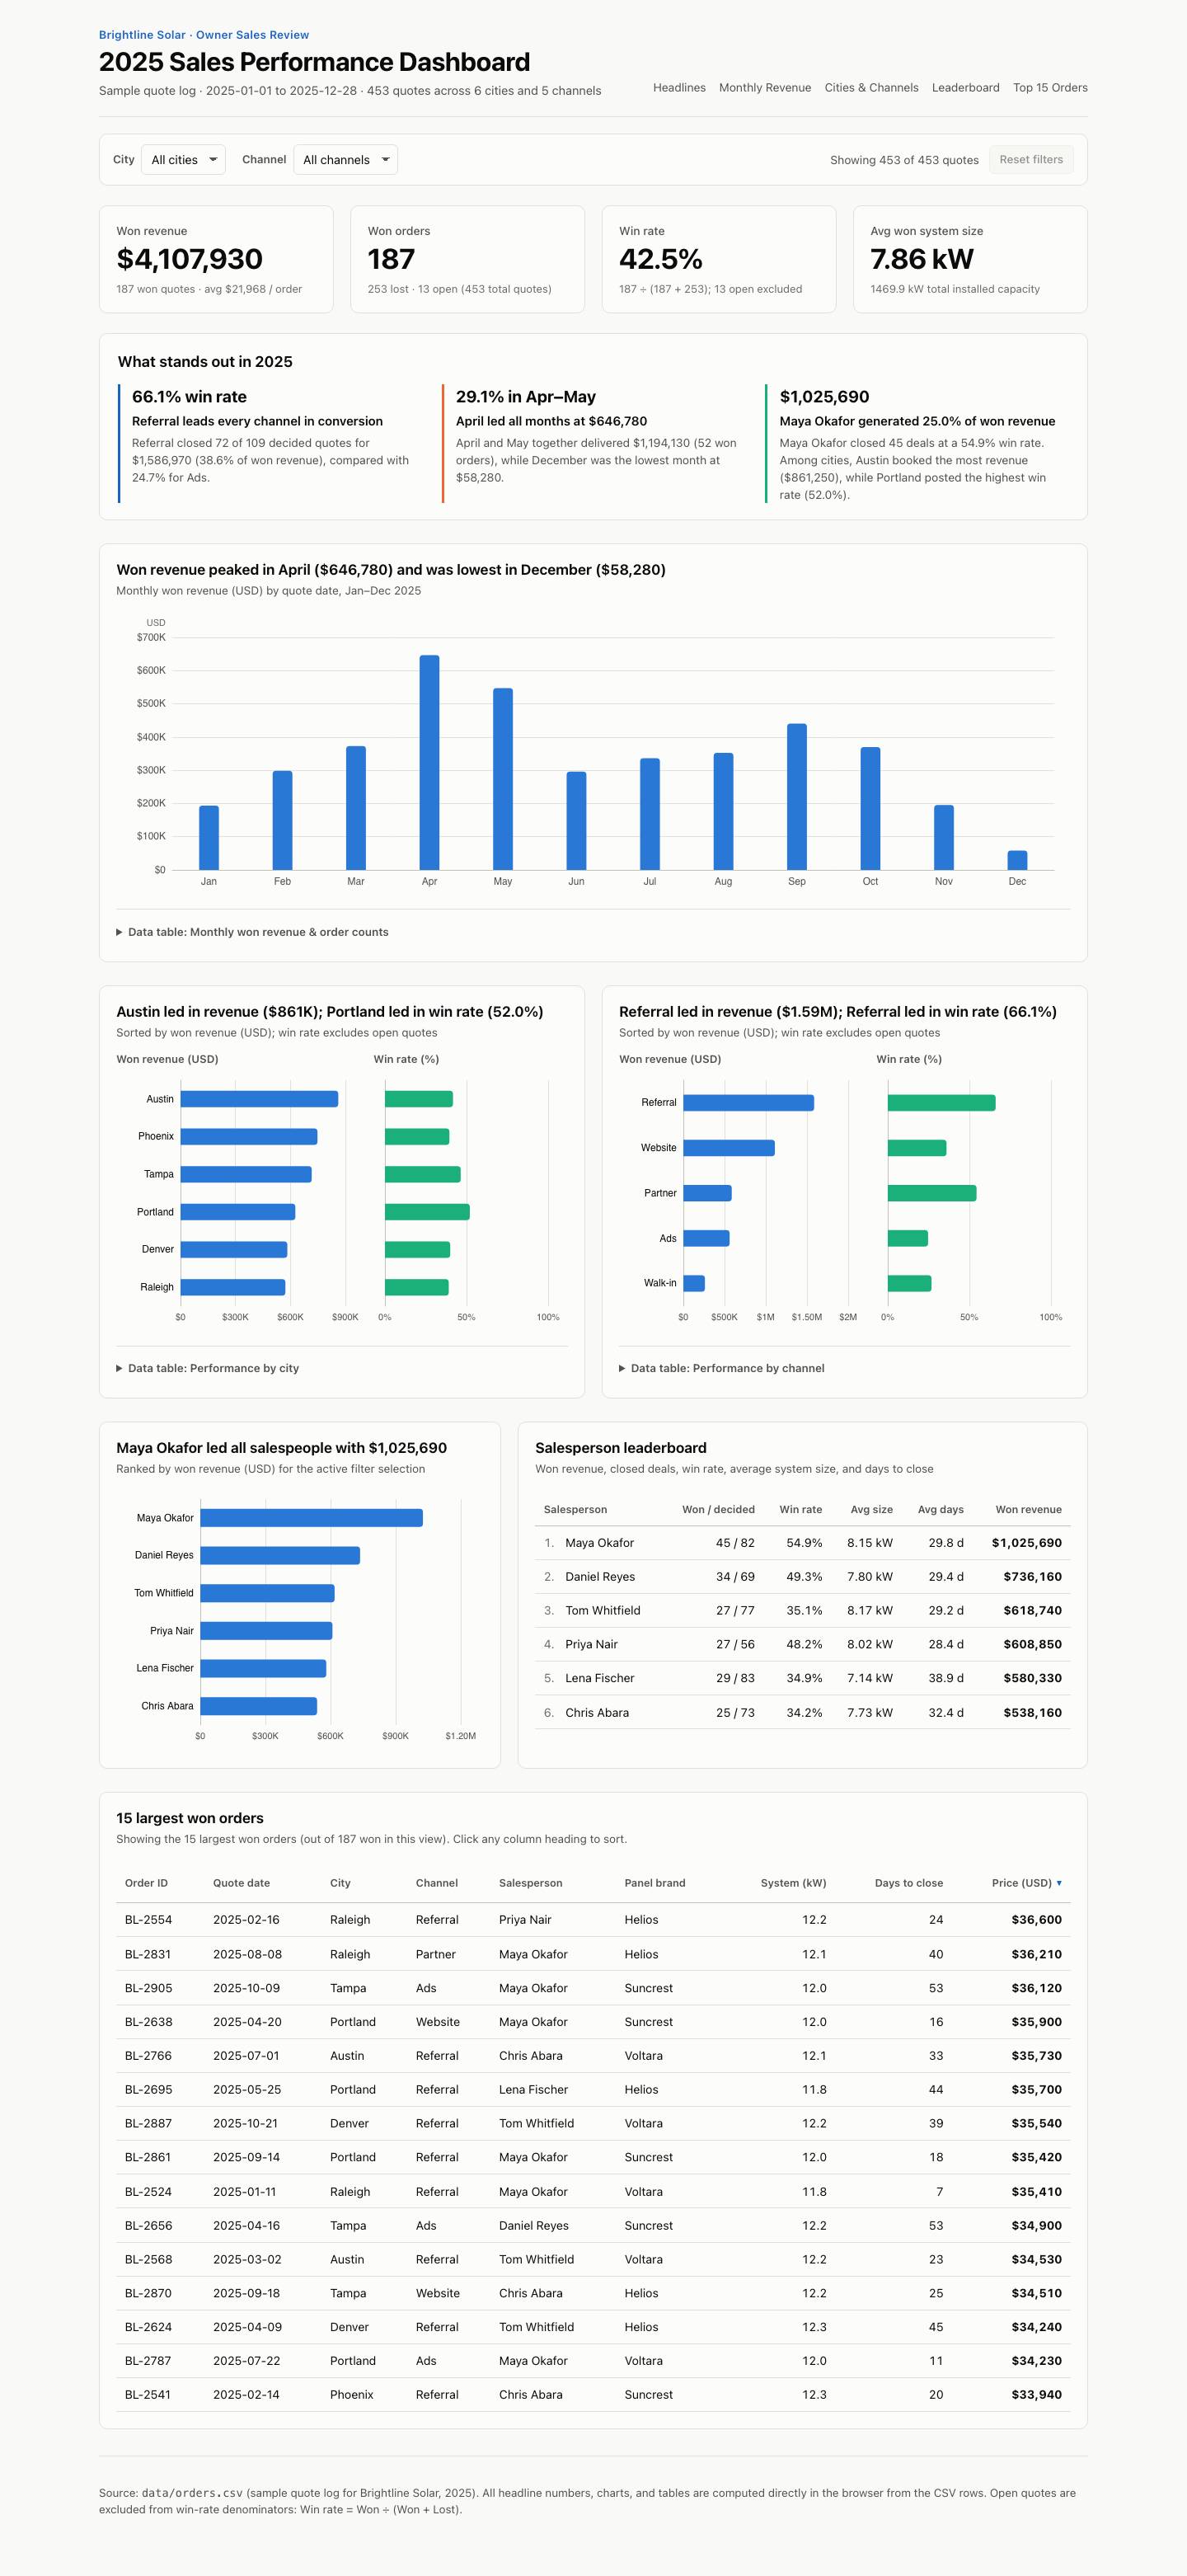 Brightline Solar · Owner Sales Review
2025 Sales Performance Dashboard
Sample quote log · 2025-01-01 to 2025-12-28 · 453 quotes across 6 cities and 5 channels
Headlines Monthly Revenue Cities & Channels Leaderboard Top 15 Orders
City All cities Channel All channels Showing 453 of 453 quotes Reset filters
Won revenue
$4,107,930
187 won quotes · avg $21,968 / order
Won orders
187
253 lost · 13 open (453 total quotes)
Win rate
42.5%
187 ÷ (187 + 253); 13 open excluded
Avg won system size
7.86 kW
1469.9 kW total installed capacity
What stands out in 2025
66.1% win rate
Referral leads every channel in conversion
Referral closed 72 of 109 decided quotes for
$1,586,970 (38.6% of won revenue), compared with
24.7% for Ads.
29.1% in Apr–May
April led all months at $646,780
April and May together delivered $1,194,130 (52 won
orders), while December was the lowest month at
$58,280.
$1,025,690
Maya Okafor generated 25.0% of won revenue
Maya Okafor closed 45 deals at a 54.9% win rate.
Among cities, Austin booked the most revenue
($861,250), while Portland posted the highest win
rate (52.0%).
Won revenue peaked in April ($646,780) and was lowest in December ($58,280)
Monthly won revenue (USD) by quote date, Jan–Dec 2025
USD
$700K
$600K
$500K
$400K
$300K
$200K
$100K
$0
Jan Feb Mar Apr May Jun Jul Aug Sep Oct Nov Dec
Data table: Monthly won revenue & order counts
Austin led in revenue ($861K); Portland led in win rate (52.0%)
Sorted by won revenue (USD); win rate excludes open quotes
Won revenue (USD) Win rate (%)
Austin
Phoenix
Tampa
Portland
Denver
Raleigh
$0 $300K $600K $900K 0% 50% 100%
Data table: Performance by city
Referral led in revenue ($1.59M); Referral led in win rate (66.1%)
Sorted by won revenue (USD); win rate excludes open quotes
Won revenue (USD) Win rate (%)
Referral
Website
Partner
Ads
Walk-in
$0 $500K $1M $1.50M $2M 0% 50% 100%
Data table: Performance by channel
Maya Okafor led all salespeople with $1,025,690
Ranked by won revenue (USD) for the active filter selection
Maya Okafor
Daniel Reyes
Tom Whitfield
Priya Nair
Lena Fischer
Chris Abara
$0 $300K $600K $900K $1.20M
Salesperson leaderboard
Won revenue, closed deals, win rate, average system size, and days to close
Salesperson Won / decided Win rate Avg size Avg days Won revenue
1. Maya Okafor 45 / 82 54.9% 8.15 kW 29.8 d $1,025,690
2. Daniel Reyes 34 / 69 49.3% 7.80 kW 29.4 d $736,160
3. Tom Whitfield 27 / 77 35.1% 8.17 kW 29.2 d $618,740
4. Priya Nair 27 / 56 48.2% 8.02 kW 28.4 d $608,850
5. Lena Fischer 29 / 83 34.9% 7.14 kW 38.9 d $580,330
6. Chris Abara 25 / 73 34.2% 7.73 kW 32.4 d $538,160
15 largest won orders
Showing the 15 largest won orders (out of 187 won in this view). Click any column heading to sort.
Order ID Quote date City Channel Salesperson Panel brand System (kW) Days to close Price (USD) ▼
BL-2554 2025-02-16 Raleigh Referral Priya Nair Helios 12.2 24 $36,600
BL-2831 2025-08-08 Raleigh Partner Maya Okafor Helios 12.1 40 $36,210
BL-2905 2025-10-09 Tampa Ads Maya Okafor Suncrest 12.0 53 $36,120
BL-2638 2025-04-20 Portland Website Maya Okafor Suncrest 12.0 16 $35,900
BL-2766 2025-07-01 Austin Referral Chris Abara Voltara 12.1 33 $35,730
BL-2695 2025-05-25 Portland Referral Lena Fischer Helios 11.8 44 $35,700
BL-2887 2025-10-21 Denver Referral Tom Whitfield Voltara 12.2 39 $35,540
BL-2861 2025-09-14 Portland Referral Maya Okafor Suncrest 12.0 18 $35,420
BL-2524 2025-01-11 Raleigh Referral Maya Okafor Voltara 11.8 7 $35,410
BL-2656 2025-04-16 Tampa Ads Daniel Reyes Suncrest 12.2 53 $34,900
BL-2568 2025-03-02 Austin Referral Tom Whitfield Voltara 12.2 23 $34,530
BL-2870 2025-09-18 Tampa Website Chris Abara Helios 12.2 25 $34,510
BL-2624 2025-04-09 Denver Referral Tom Whitfield Helios 12.3 45 $34,240
BL-2787 2025-07-22 Portland Ads Maya Okafor Voltara 12.0 11 $34,230
BL-2541 2025-02-14 Phoenix Referral Chris Abara Suncrest 12.3 20 $33,940
Source: data/orders.csv (sample quote log for Brightline Solar, 2025). All headline numbers, charts, and tables are computed directly in the browser from the CSV rows. Open quotes are
excluded from win-rate denominators: Win rate = Won ÷ (Won + Lost).